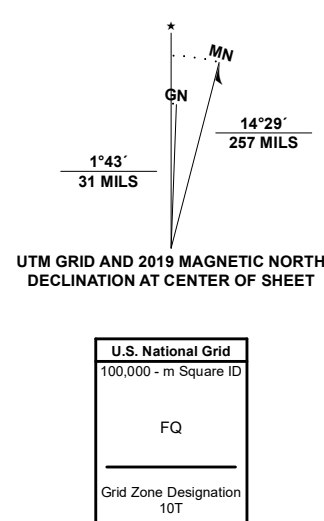 ★
MN
GN
14°29´
257 MILS
1°43´
31 MILS
UTM GRID AND 2019 MAGNETIC NORTH
DECLINATION AT CENTER OF SHEET
U.S. National Grid
100,000 - m Square ID
FQ
Grid Zone Designation
10T